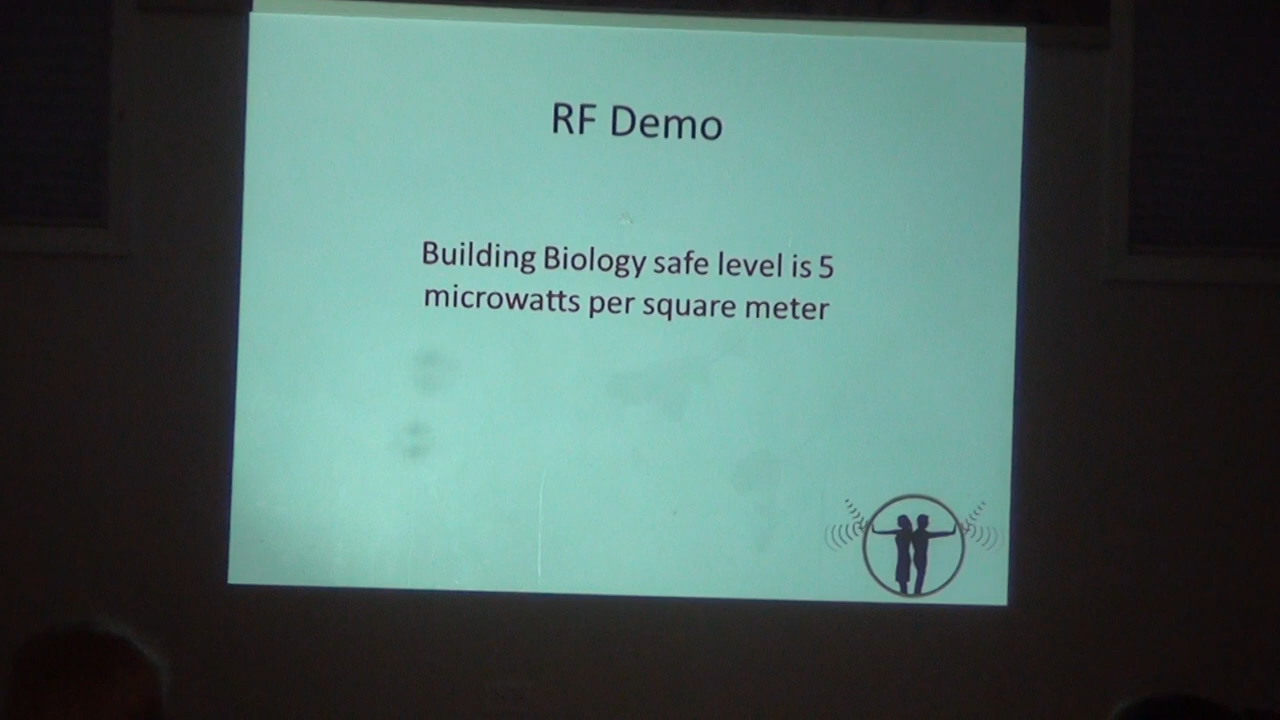 RF Demo
Building Biology safe level is 5
microwatts per square meter